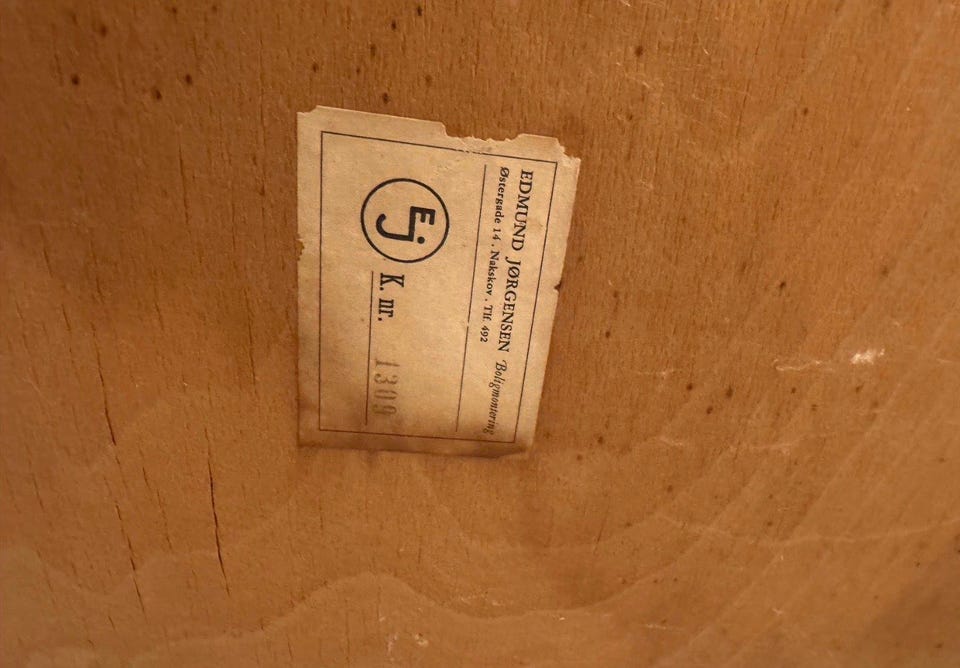 EDMUND JØRGENSEN Boligmontering
Østergade 14 . Nakskov . Tlf. 492
Ej
K. nr. 1309